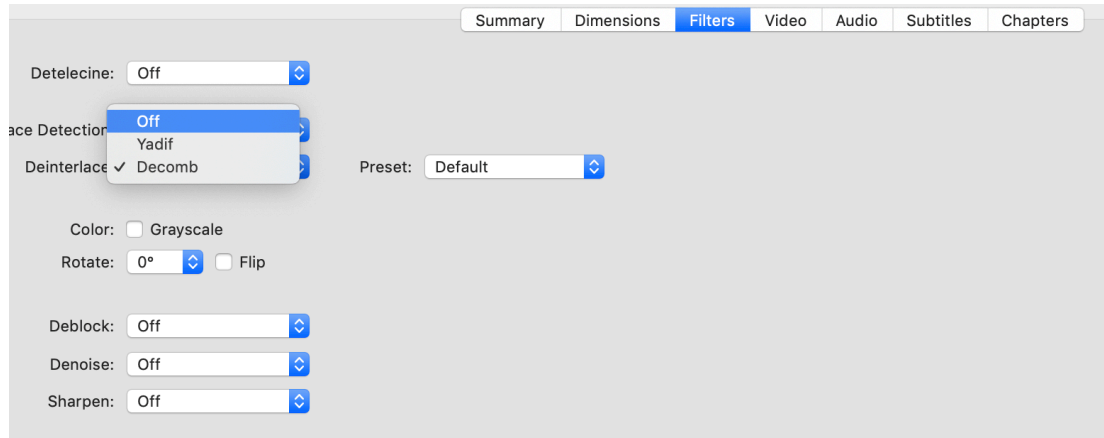 Summary Dimensions Filters Video Audio Subtitles Chapters
Detelecine: Off
Off
ace Detection
Yadif
Deinterlace ✓ Decomb Preset: Default
Color: Grayscale
Rotate: 0° Flip
Deblock: Off
Denoise: Off
Sharpen: Off